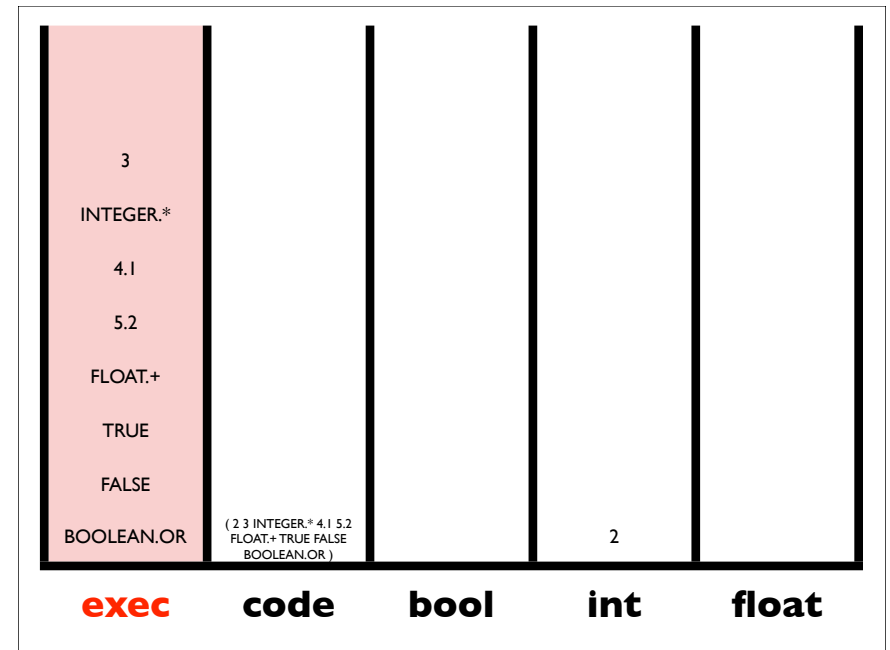 3
INTEGER.*
4.1
5.2
FLOAT.+
TRUE
FALSE
BOOLEAN.OR
( 2 3 INTEGER.* 4.1 5.2
FLOAT.+ TRUE FALSE
BOOLEAN.OR )
2
exec code bool int float